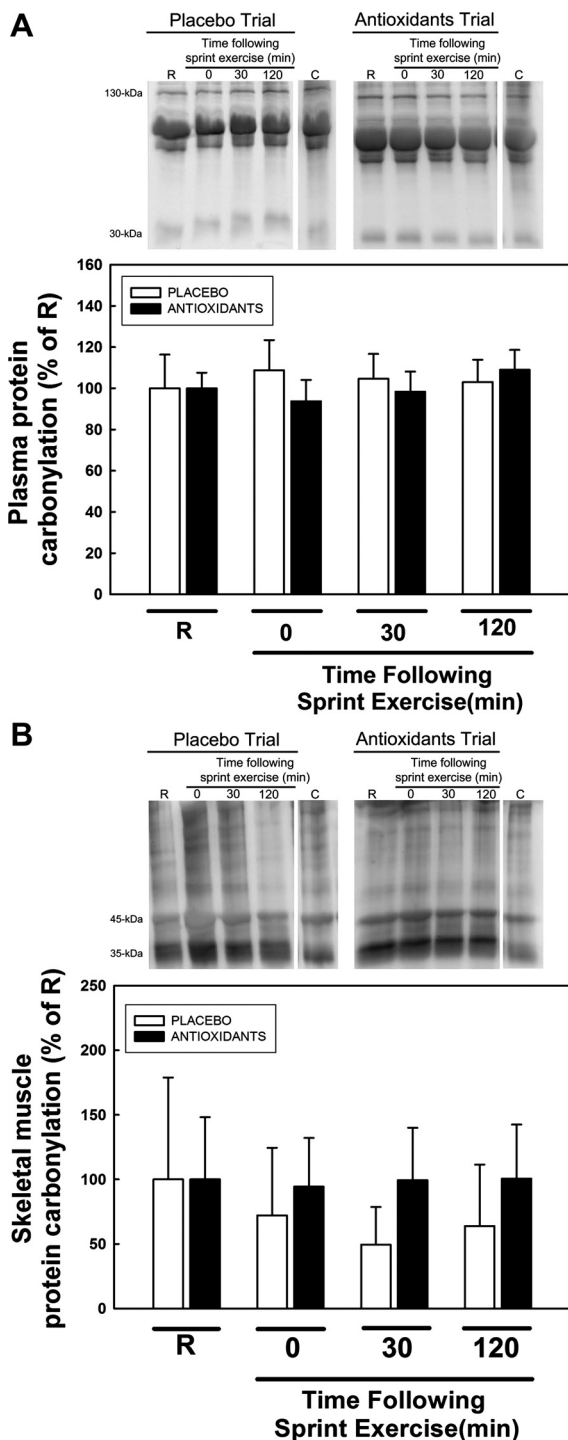 A
Placebo Trial
Antioxidants Trial
Time following
sprint exercise (min)
Time following
sprint exercise (min)
R 0 30 120 C
R 0 30 120 C
130-kDa
30-kDa
Plasma protein
carbonylation (% of R)
160
140
120
100
80
60
40
20
0
PLACEBO
ANTIOXIDANTS
R 0 30 120
Time Following
Sprint Exercise(min)
B
Placebo Trial
Antioxidants Trial
Time following
sprint exercise (min)
Time following
sprint exercise (min)
R 0 30 120 C
R 0 30 120 C
45-kDa
35-kDa
Skeletal muscle
protein carbonylation (% of R)
250
200
150
100
50
0
PLACEBO
ANTIOXIDANTS
R 0 30 120
Time Following
Sprint Exercise(min)